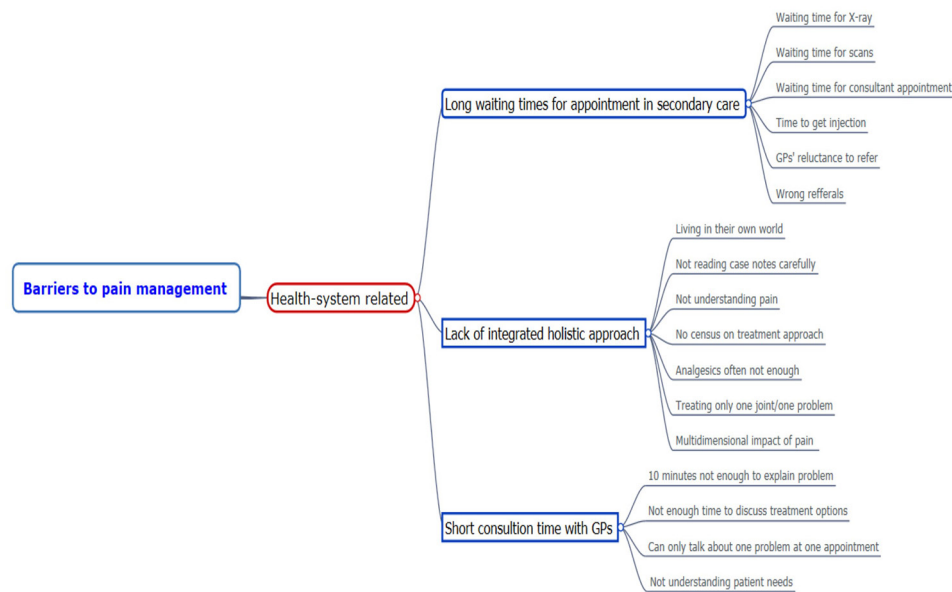 Barriers to pain management
Health-system related
Long waiting times for appointment in secondary care
Waiting time for X-ray
Waiting time for scans
Waiting time for consultant appointment
Time to get injection
GPs' reluctance to refer
Wrong refferals
Lack of integrated holistic approach
Living in their own world
Not reading case notes carefully
Not understanding pain
No census on treatment approach
Analgesics often not enough
Treating only one joint/one problem
Multidimensional impact of pain
Short consultion time with GPs
10 minutes not enough to explain problem
Not enough time to discuss treatment options
Can only talk about one problem at one appointment
Not understanding patient needs